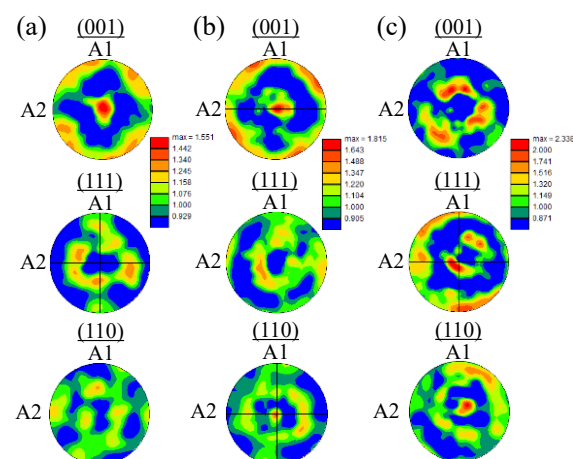 (a) (001) (b) (001) (c) (001)
A1 A1 A1
A2 A2
max = 1.551
1.442
1.340
1.245
1.158
1.076
1.000
0.929
max = 1.815
1.643
1.488
1.347
1.220
1.104
1.000
0.905
max = 2.338
2.000
1.741
1.516
1.320
1.149
1.000
0.871
(111) (111) (111)
A1 A1 A1
A2 A2 A2
(110) (110) (110)
A1 A1 A1
A2 A2 A2